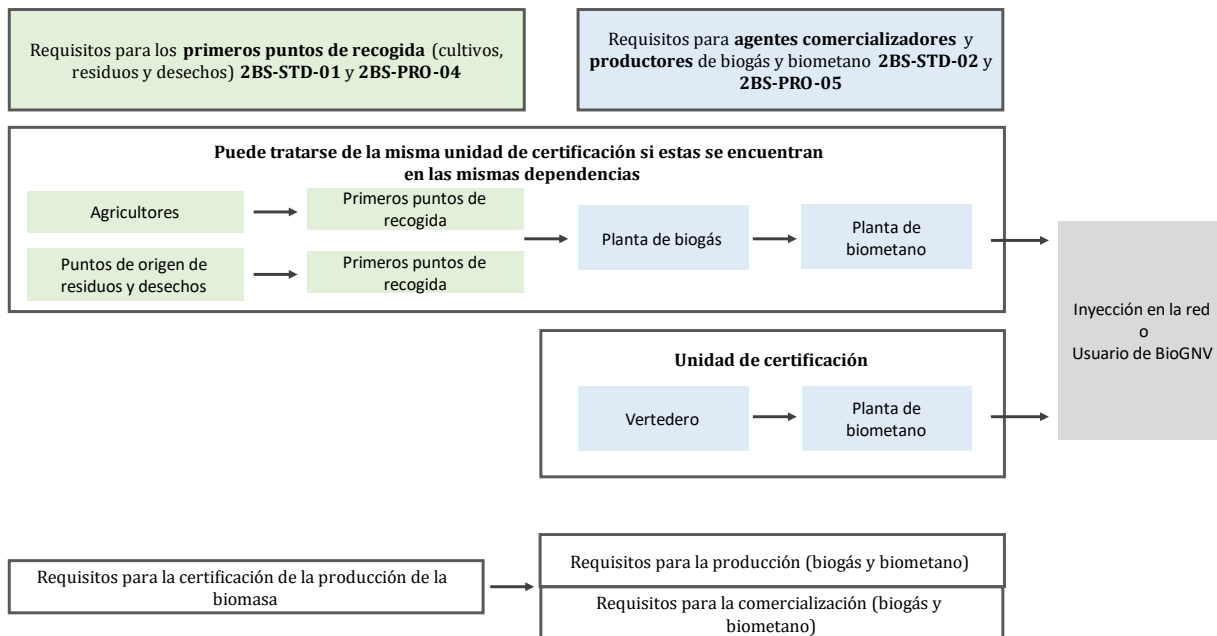 Requisitos para los primeros puntos de recogida (cultivos,
residuos y desechos) 2BS-STD-01 y 2BS-PRO-04
Requisitos para agentes comercializadores y
productores de biogás y biometano 2BS-STD-02 y
2BS-PRO-05
Puede tratarse de la misma unidad de certificación si estas se encuentran
en las mismas dependencias
Agricultores
Primeros puntos de
recogida
Puntos de origen de
residuos y desechos
Primeros puntos de
recogida
Planta de biogás
Planta de
biometano
Inyección en la red
o
Usuario de BioGNV
Unidad de certificación
Vertedero
Planta de
biometano
Requisitos para la certificación de la producción de la
biomasa
Requisitos para la producción (biogás y biometano)
Requisitos para la comercialización (biogás y
biometano)